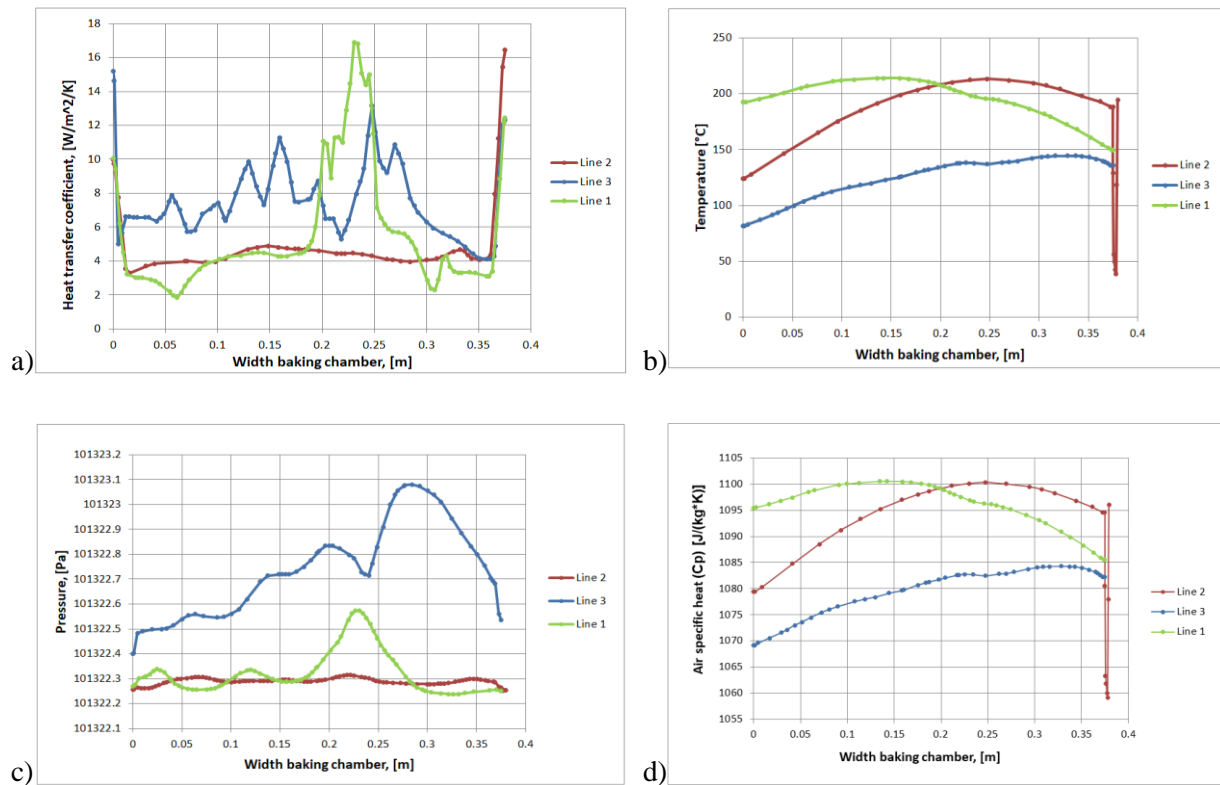 18
16
14
12
10
8
6
4
2
0
Heat transfer coefficient, [W/m^2/K]
0 0.05 0.1 0.15 0.2 0.25 0.3 0.35 0.4
Width baking chamber, [m]
Line 2
Line 3
Line 1
a)
250
200
150
100
50
0
Temperature [°C]
0 0.05 0.1 0.15 0.2 0.25 0.3 0.35 0.4
Width baking chamber, [m]
Line 2
Line 3
Line 1
b)
101323.2
101323.1
101323
101322.9
101322.8
101322.7
101322.6
101322.5
101322.4
101322.3
101322.2
101322.1
Pressure, [Pa]
0 0.05 0.1 0.15 0.2 0.25 0.3 0.35 0.4
Width baking chamber, [m]
Line 2
Line 3
Line 1
c)
1105
1100
1095
1090
1085
1080
1075
1070
1065
1060
1055
Air specific heat (Cp) [J/(kg*K)]
0 0.05 0.1 0.15 0.2 0.25 0.3 0.35 0.4
Width baking chamber, [m]
Line 2
Line 3
Line 1
d)